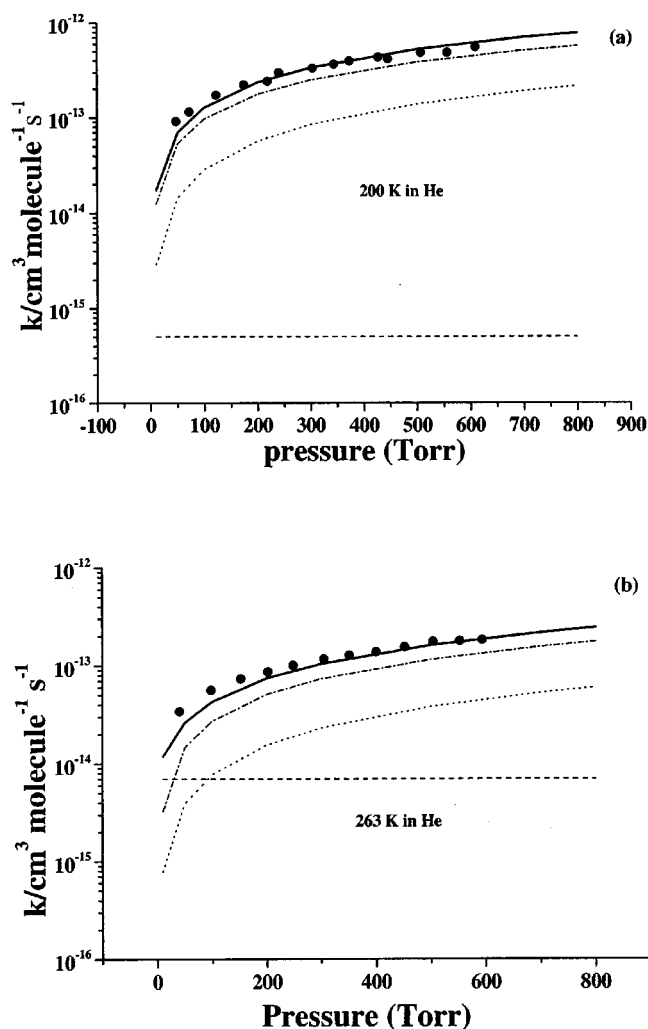 (a)
k/cm³ molecule⁻¹ s⁻¹
10⁻¹²
10⁻¹³
10⁻¹⁴
10⁻¹⁵
10⁻¹⁶
200 K in He
-100 0 100 200 300 400 500 600 700 800 900
pressure (Torr)
(b)
k/cm³ molecule⁻¹ s⁻¹
10⁻¹²
10⁻¹³
10⁻¹⁴
10⁻¹⁵
10⁻¹⁶
263 K in He
0 200 400 600 800
Pressure (Torr)